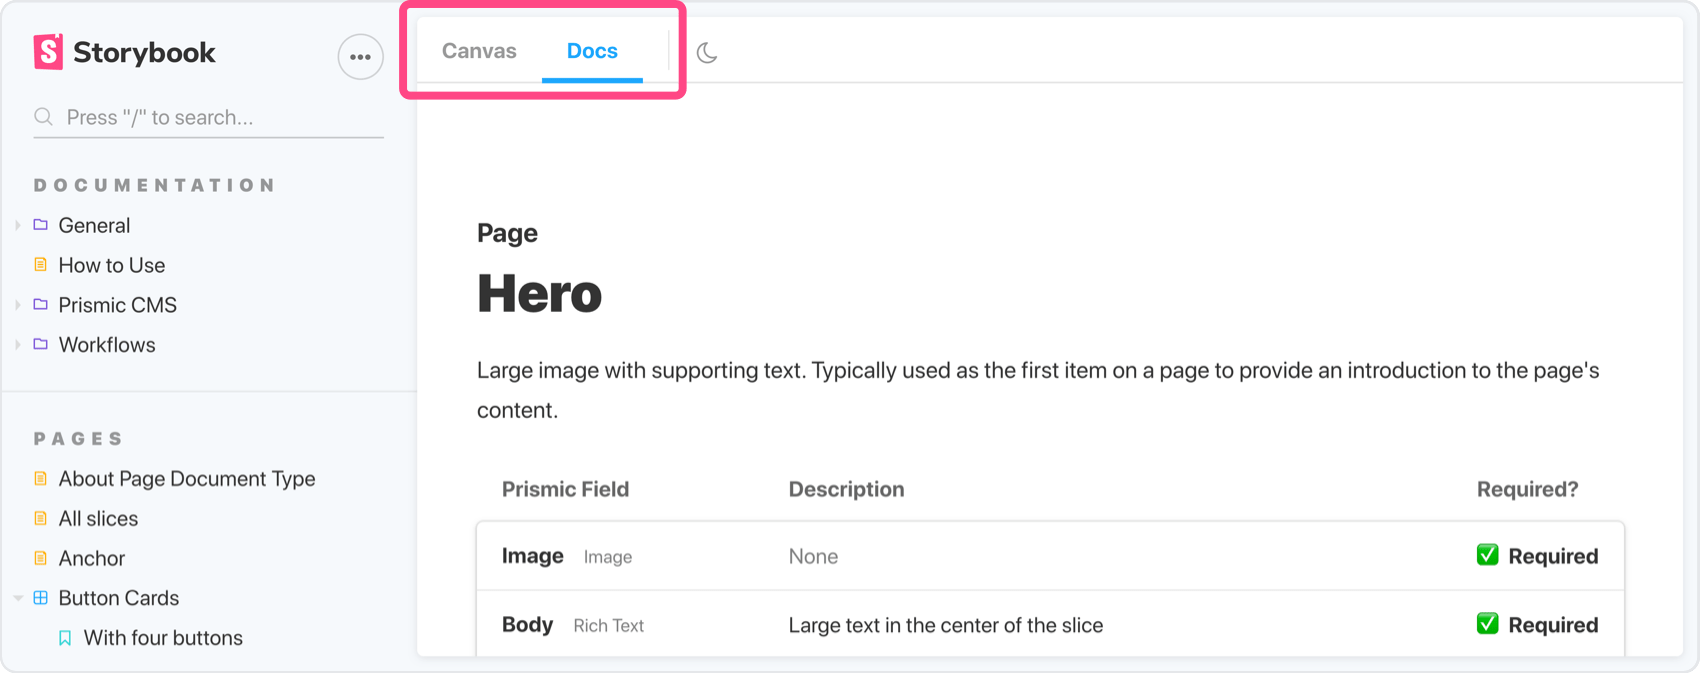 Storybook
Press "/" to search...
DOCUMENTATION
General
How to Use
Prismic CMS
Workflows
PAGES
About Page Document Type
All slices
Anchor
Button Cards
With four buttons
Canvas Docs
Page
Hero
Large image with supporting text. Typically used as the first item on a page to provide an introduction to the page's
content.
Prismic Field Description Required?
Image Image None ✅ Required
Body Rich Text Large text in the center of the slice ✅ Required